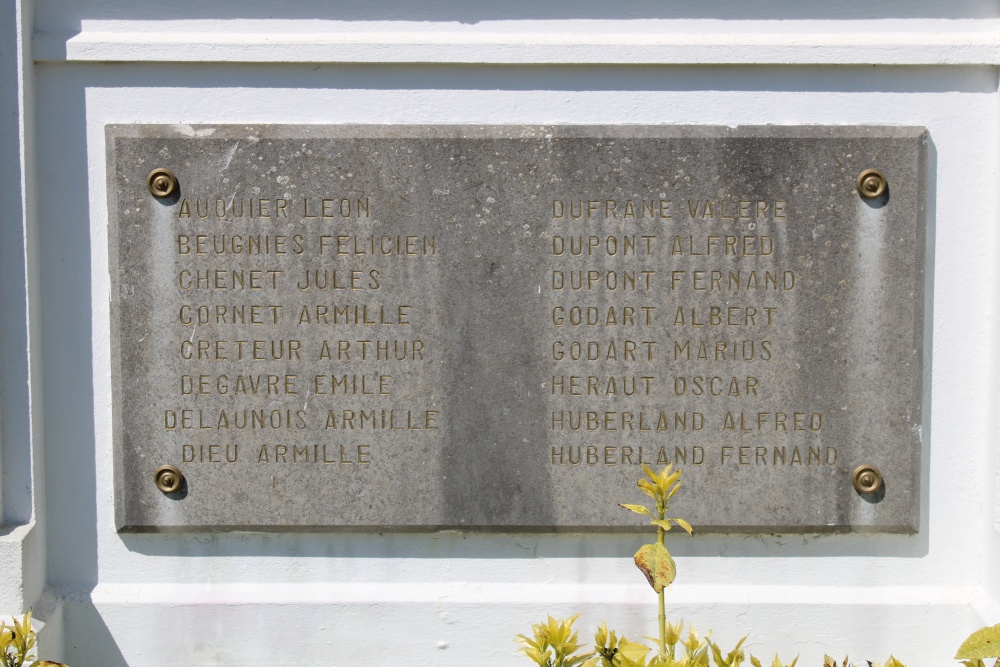 AUQUIER LEON
BEUGNIES FELICIEN
CHENET JULES
CORNET ARMILLE
CRETEUR ARTHUR
DEGAVRE EMILE
DELAUNOIS ARMILLE
DIEU ARMILLE
DUFRANE VALERE
DUPONT ALFRED
DUPONT FERNAND
GODART ALBERT
GODART MARIUS
HERAUT OSCAR
HUBERLAND ALFRED
HUBERLAND FERNAND